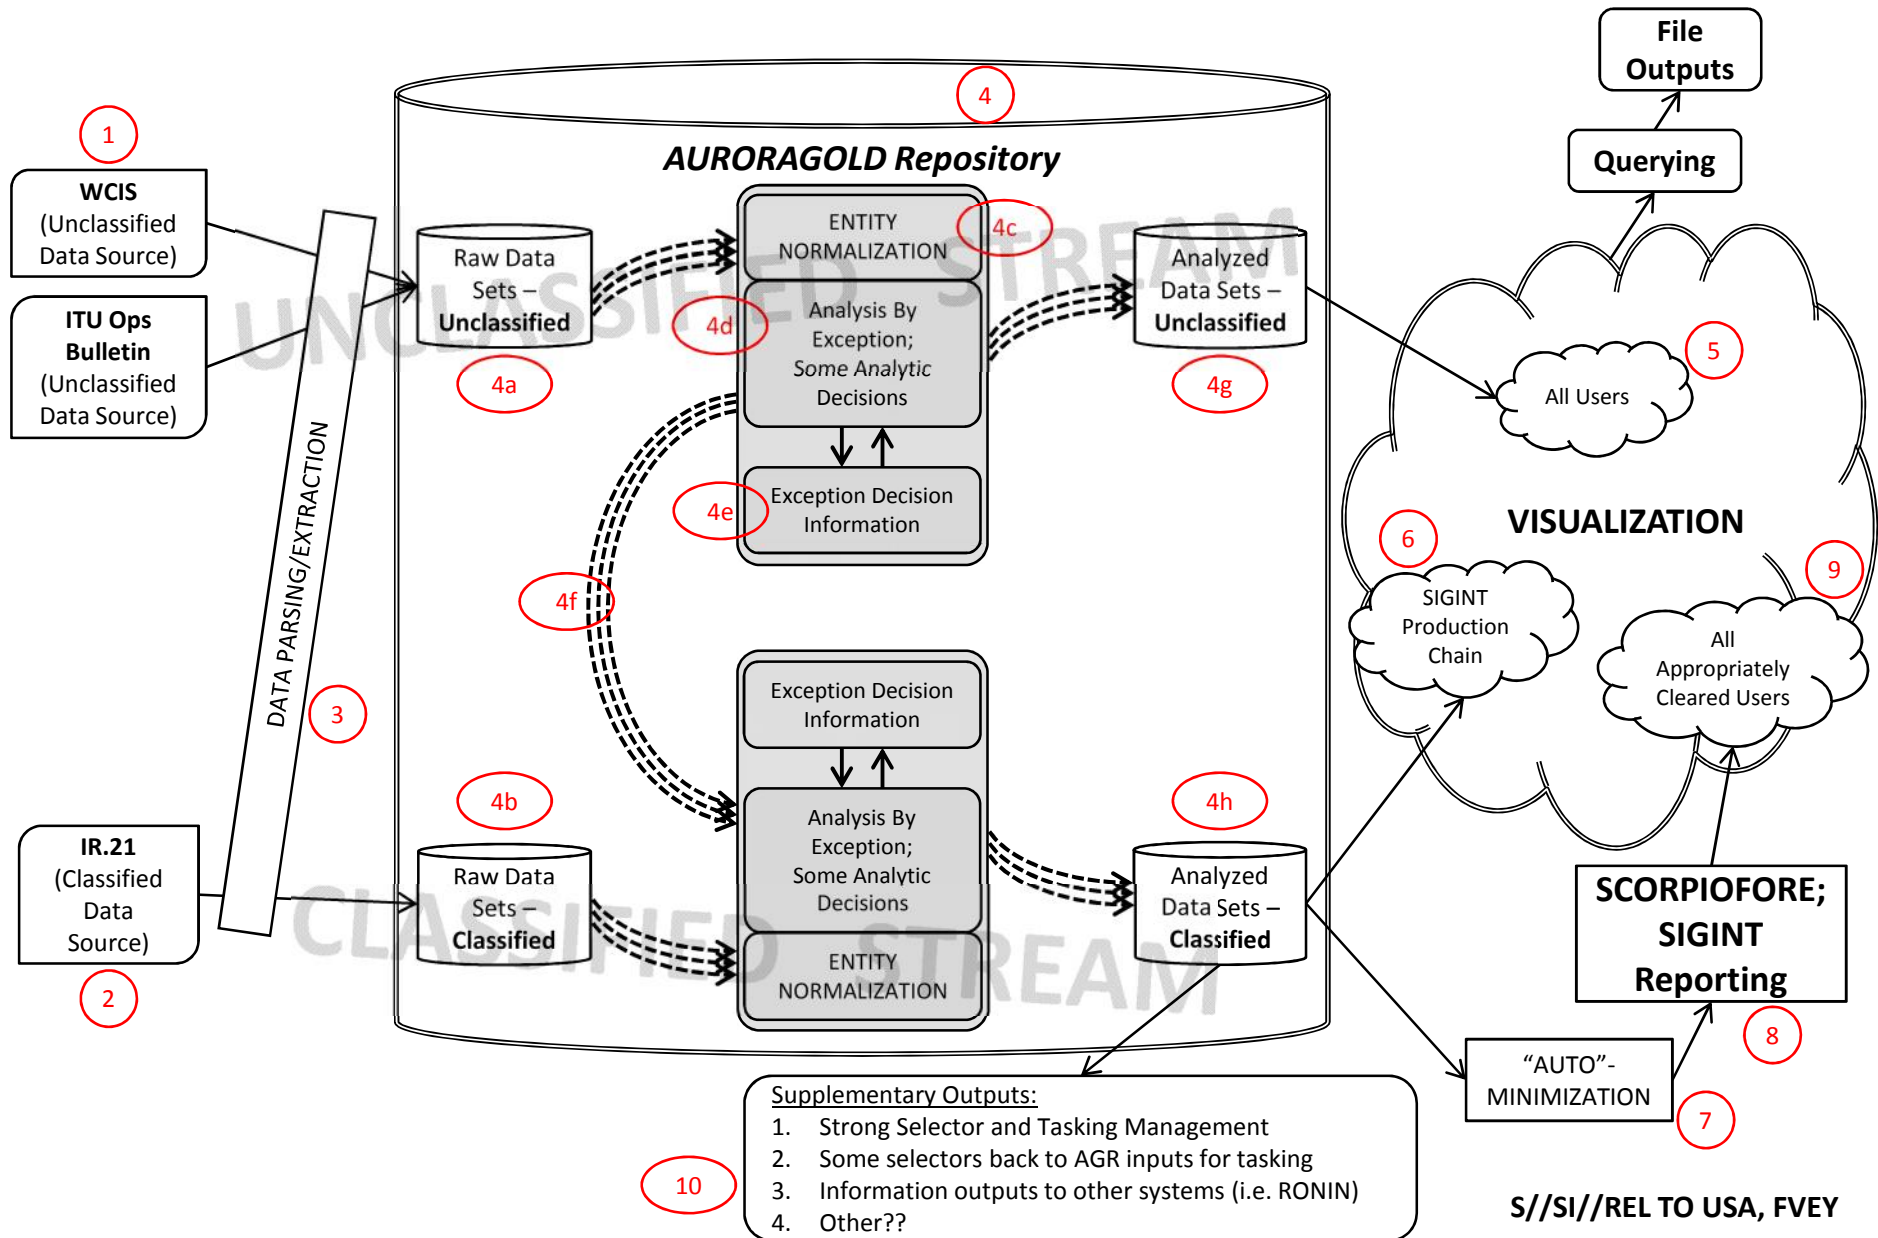 File
Outputs
Querying
1
WCIS
(Unclassified
Data Source)
ITU Ops
Bulletin
(Unclassified
Data Source)
DATA PARSING/EXTRACTION
3
IR.21
(Classified
Data
Source)
2
4
AURORAGOLD Repository
UNCLASSIFIED STREAM
Raw Data
Sets –
Unclassified
4a
ENTITY
NORMALIZATION
4c
Analysis By
Exception;
Some Analytic
Decisions
4d
Exception Decision
Information
4e
4f
Analyzed
Data Sets –
Unclassified
4g
Exception Decision
Information
Analysis By
Exception;
Some Analytic
Decisions
ENTITY
NORMALIZATION
CLASSIFIED STREAM
4b
Raw Data
Sets –
Classified
4h
Analyzed
Data Sets –
Classified
5
All Users
VISUALIZATION
6
SIGINT
Production
Chain
9
All
Appropriately
Cleared Users
SCORPIOFORE;
SIGINT
Reporting
8
“AUTO”-
MINIMIZATION
7
Supplementary Outputs:
1. Strong Selector and Tasking Management
2. Some selectors back to AGR inputs for tasking
3. Information outputs to other systems (i.e. RONIN)
4. Other??
10
S//SI//REL TO USA, FVEY